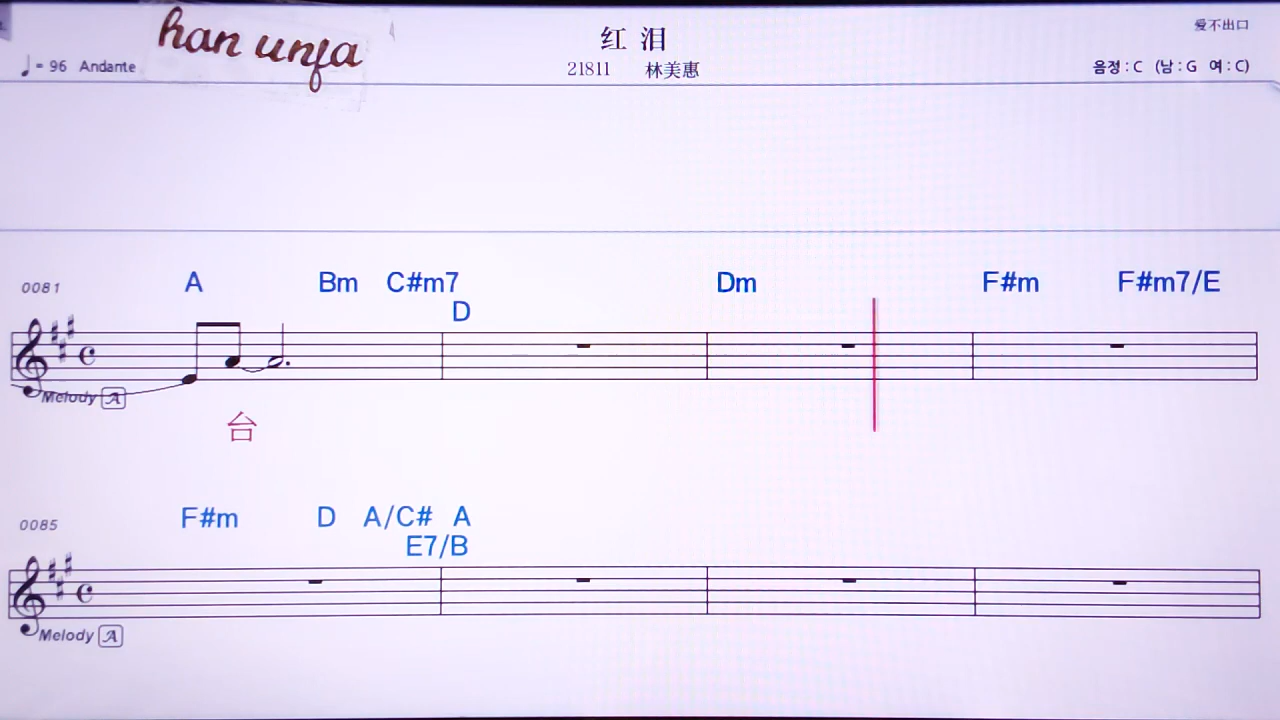 han unfa
红 泪
爱不出口
♩= 96 Andante
21811 林美惠
음정 : C (남 : G 여 : C)
0081
A Bm C#m7 Dm F#m F#m7/E
D
Melody A
台
0085
F#m D A/C# A
E7/B
Melody A